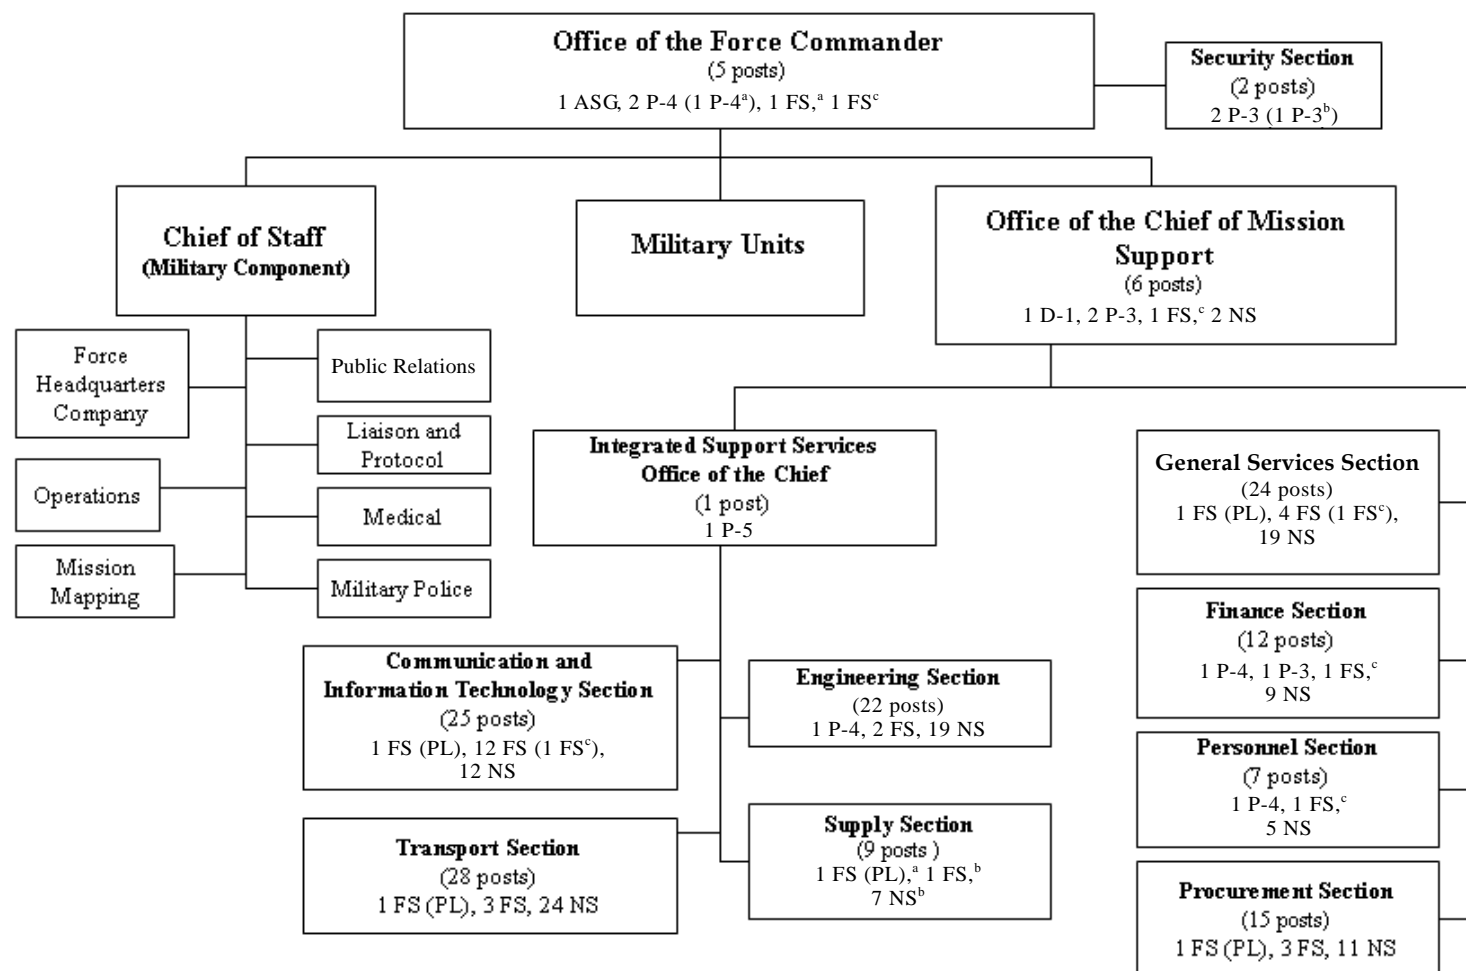 Office of the Force Commander
(5 posts)
1 ASG, 2 P-4 (1 P-4ᵃ), 1 FS,ᵃ 1 FSᶜ
Security Section
(2 posts)
2 P-3 (1 P-3ᵇ)
Chief of Staff
(Military Component)
Military Units
Office of the Chief of Mission
Support
(6 posts)
1 D-1, 2 P-3, 1 FS,ᶜ 2 NS
Force
Headquarters
Company
Public Relations
Liaison and
Protocol
Operations
Medical
Mission
Mapping
Military Police
Integrated Support Services
Office of the Chief
(1 post)
1 P-5
General Services Section
(24 posts)
1 FS (PL), 4 FS (1 FSᶜ),
19 NS
Finance Section
(12 posts)
1 P-4, 1 P-3, 1 FS,ᶜ
9 NS
Communication and
Information Technology Section
(25 posts)
1 FS (PL), 12 FS (1 FSᶜ),
12 NS
Engineering Section
(22 posts)
1 P-4, 2 FS, 19 NS
Personnel Section
(7 posts)
1 P-4, 1 FS,ᶜ
5 NS
Transport Section
(28 posts)
1 FS (PL), 3 FS, 24 NS
Supply Section
(9 posts )
1 FS (PL),ᵃ 1 FS,ᵇ
7 NSᵇ
Procurement Section
(15 posts)
1 FS (PL), 3 FS, 11 NS